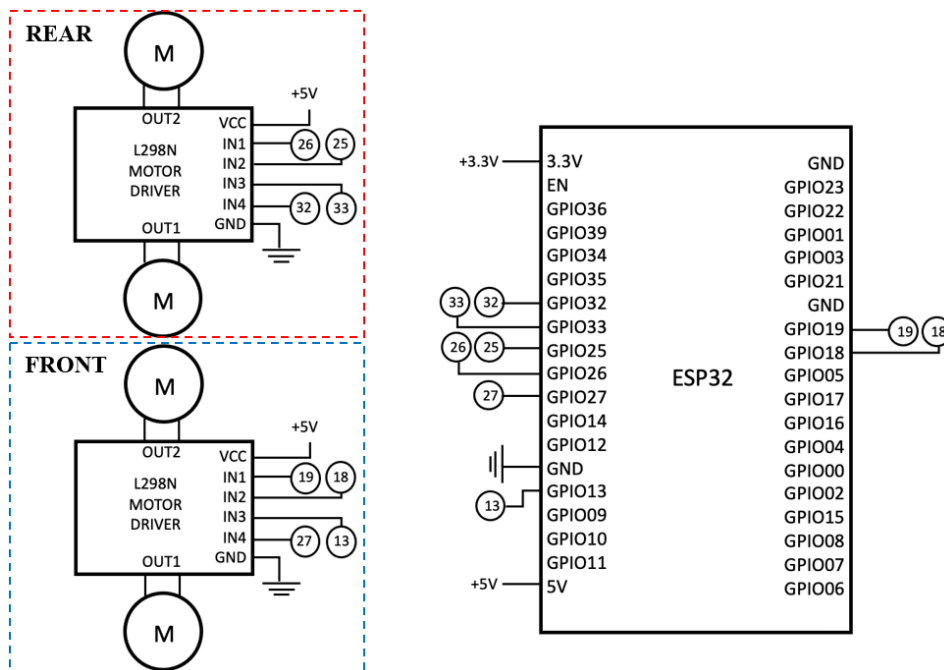 REAR
M
OUT2
L298N
MOTOR
DRIVER
OUT1
VCC
IN1
IN2
IN3
IN4
GND
+5V
26
25
32
33
M
FRONT
M
OUT2
L298N
MOTOR
DRIVER
OUT1
VCC
IN1
IN2
IN3
IN4
GND
+5V
19
18
27
13
M
+3.3V
33
32
26
25
27
13
+5V
3.3V
EN
GPIO36
GPIO39
GPIO34
GPIO35
GPIO32
GPIO33
GPIO25
GPIO26
GPIO27
GPIO14
GPIO12
GND
GPIO13
GPIO09
GPIO10
GPIO11
5V
ESP32
GND
GPIO23
GPIO22
GPIO01
GPIO03
GPIO21
GND
GPIO19
GPIO18
GPIO05
GPIO17
GPIO16
GPIO04
GPIO00
GPIO02
GPIO15
GPIO08
GPIO07
GPIO06
19
18